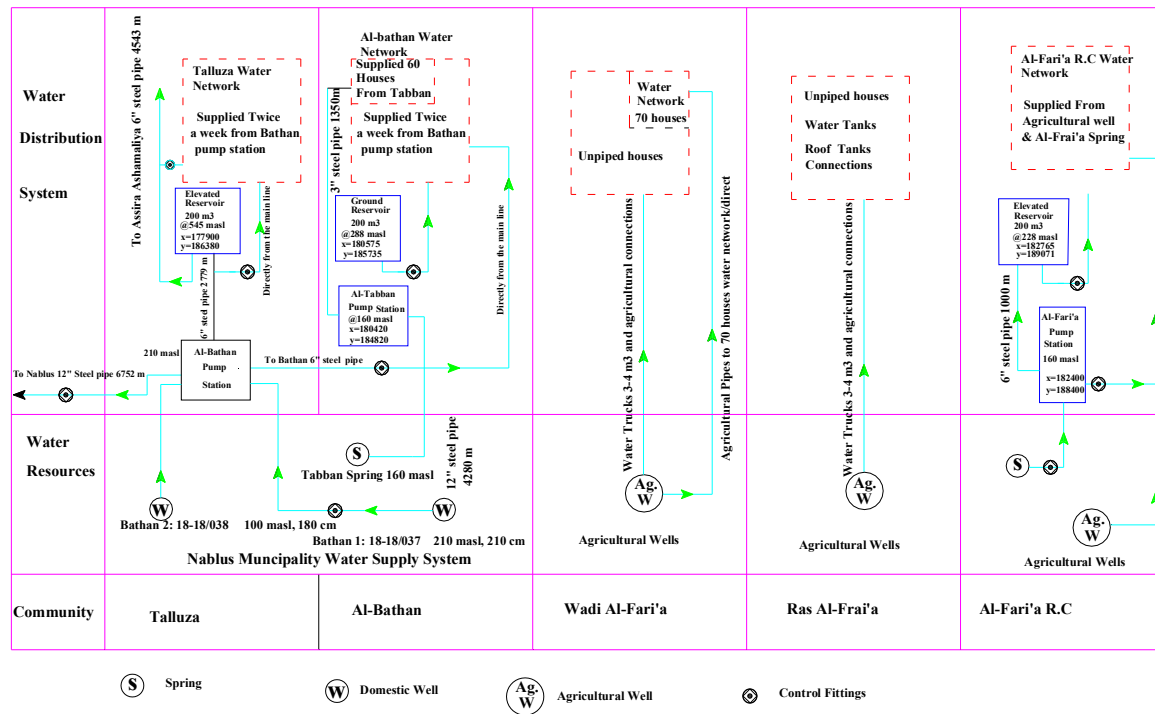 Water
Distribution
System
To Assira Ashamaliya 6" steel pipe 4543 m
Talluza Water
Network
Supplied Twice
a week from Bathan
pump station
Elevated
Reservoir
200 m3
@545 masl
x=177900
y=186380
Directly from the main line
6" steel pipe 2779 m
210 masl
Al-Bathan
Pump
Station
To Nablus 12" Steel pipe 6752 m
Al-bathan Water
Network
Supplied 60
Houses
From Tabban
Supplied Twice
a week from Bathan
pump station
3" steel pipe 1350m
Ground
Reservoir
200 m3
@288 masl
x=180575
y=185735
Al-Tabban
Pump Station
@160 masl
x=180420
y=184820
Directly from the main line
To Bathan 6" steel pipe
Water
Network
70 houses
Unpiped houses
Water Trucks 3-4 m3 and agricultural connections
Agricultural Pipes to 70 houses water network/direct
Unpiped houses
Water Tanks
Roof Tanks
Connections
Water Trucks 3-4 m3 and agricultural connections
Al-Fari'a R.C Water
Network
Supplied From
Agricultural well
& Al-Frai'a Spring
Elevated
Reservoir
200 m3
@228 masl
x=182765
y=189071
6" steel pipe 1000 m
Al-Fari'a
Pump
Station
160 masl
x=182400
y=188400
Water
Resources
S
Tabban Spring 160 masl
12" steel pipe
4280 m
W
Bathan 2: 18-18/038 100 masl, 180 cm
W
Bathan 1: 18-18/037 210 masl, 210 cm
Nablus Muncipality Water Supply System
Ag.
W
Agricultural Wells
Ag.
W
Agricultural Wells
S
Ag.
W
Agricultural Wells
Community
Talluza
Al-Bathan
Wadi Al-Fari'a
Ras Al-Frai'a
Al-Fari'a R.C
S
Spring
W
Domestic Well
Ag.
W
Agricultural Well
Control Fittings